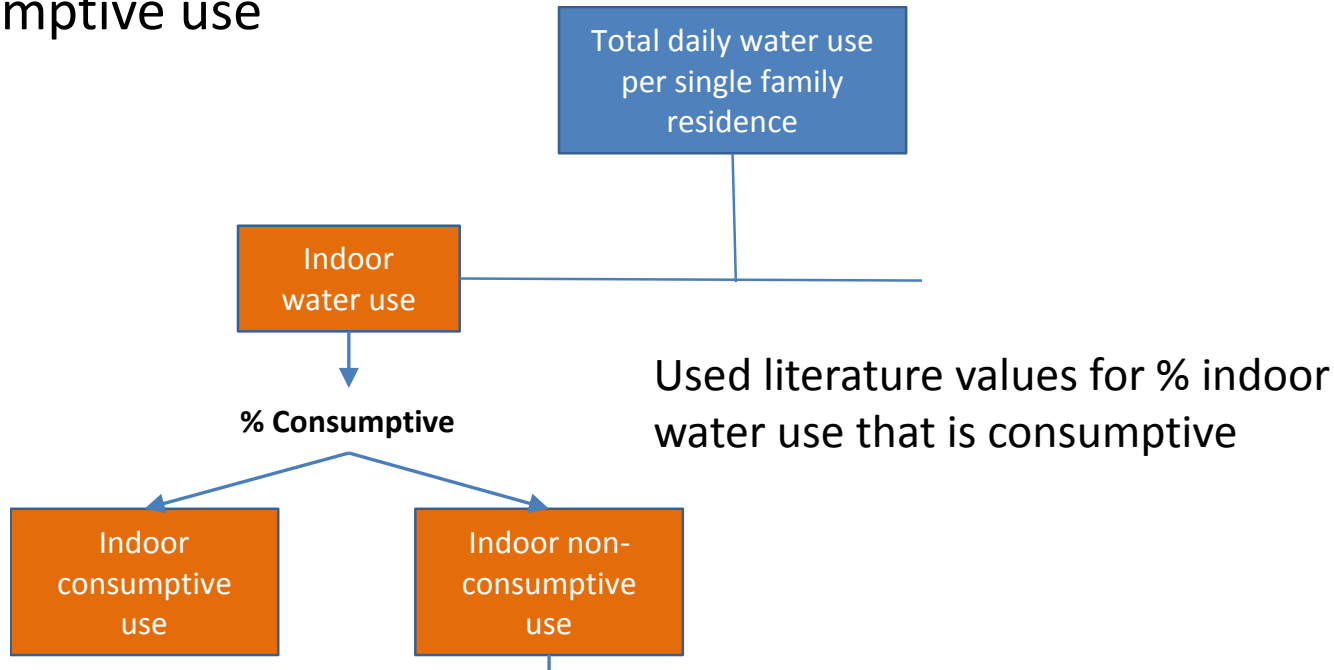 mptive use
Total daily water use
per single family
residence
Indoor
water use
Used literature values for % indoor
water use that is consumptive
% Consumptive
Indoor
consumptive
use
Indoor non-
consumptive
use